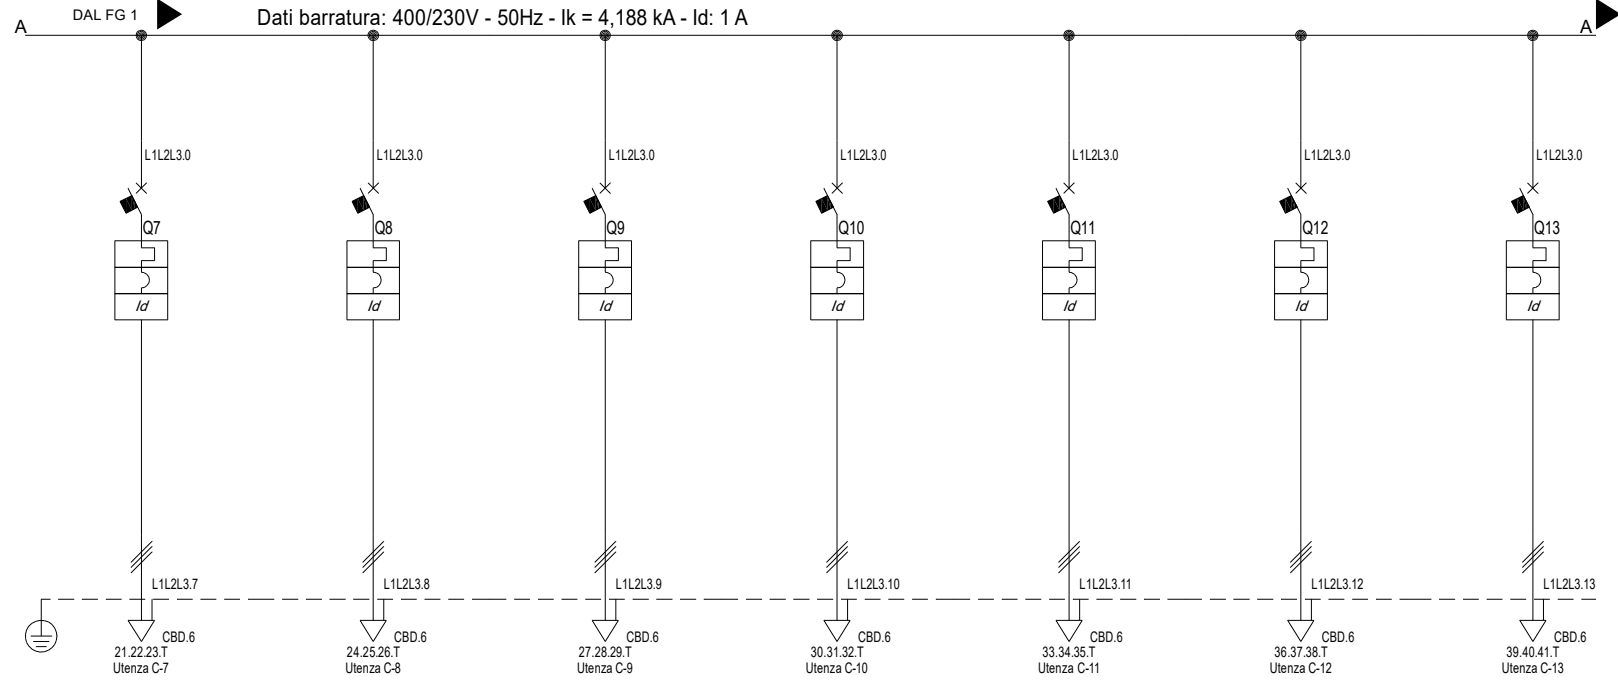 DAL FG 1
Dati barratura: 400/230V - 50Hz - Ik = 4,188 kA - Id: 1 A
A A
L1L2L3.0 L1L2L3.0 L1L2L3.0 L1L2L3.0 L1L2L3.0 L1L2L3.0 L1L2L3.0
Q7 Q8 Q9 Q10 Q11 Q12 Q13
Id Id Id Id Id Id Id
L1L2L3.7 L1L2L3.8 L1L2L3.9 L1L2L3.10 L1L2L3.11 L1L2L3.12 L1L2L3.13
CBD.6 CBD.6 CBD.6 CBD.6 CBD.6 CBD.6 CBD.6
21.22.23.T 24.25.26.T 27.28.29.T 30.31.32.T 33.34.35.T 36.37.38.T 39.40.41.T
Utenza C-7 Utenza C-8 Utenza C-9 Utenza C-10 Utenza C-11 Utenza C-12 Utenza C-13